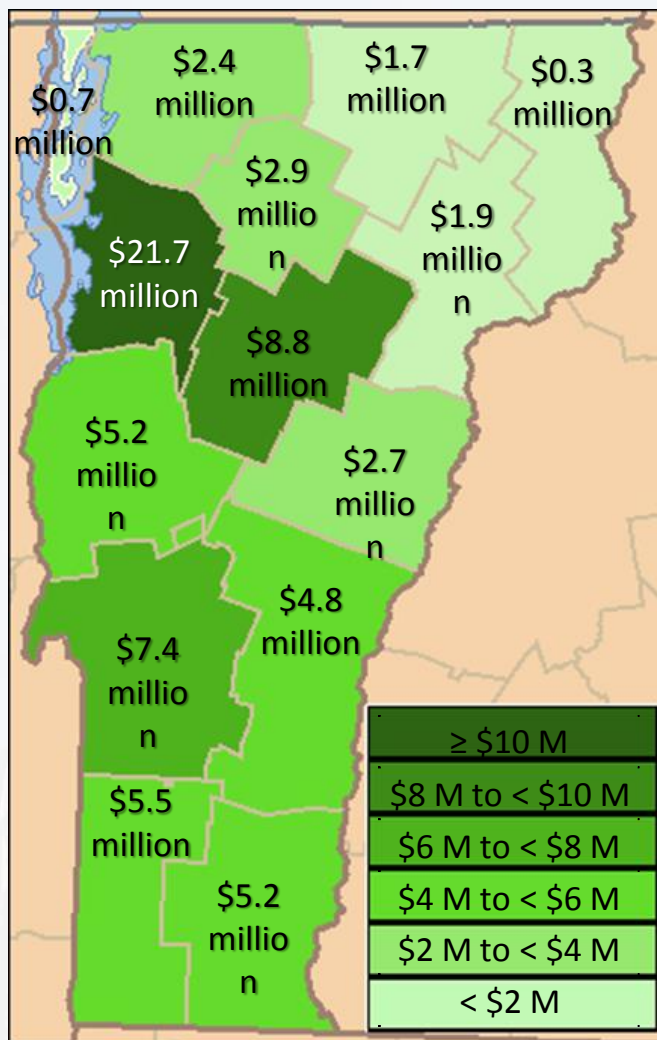 $2.4
million
$1.7
million
$0.3
million
$0.7
million
$2.9
millio
n
$1.9
millio
n
$21.7
million
$8.8
million
$5.2
millio
n
$2.7
millio
n
$4.8
million
$7.4
millio
n
$5.5
million
$5.2
millio
n
≥ $10 M
$8 M to < $10 M
$6 M to < $8 M
$4 M to < $6 M
$2 M to < $4 M
< $2 M